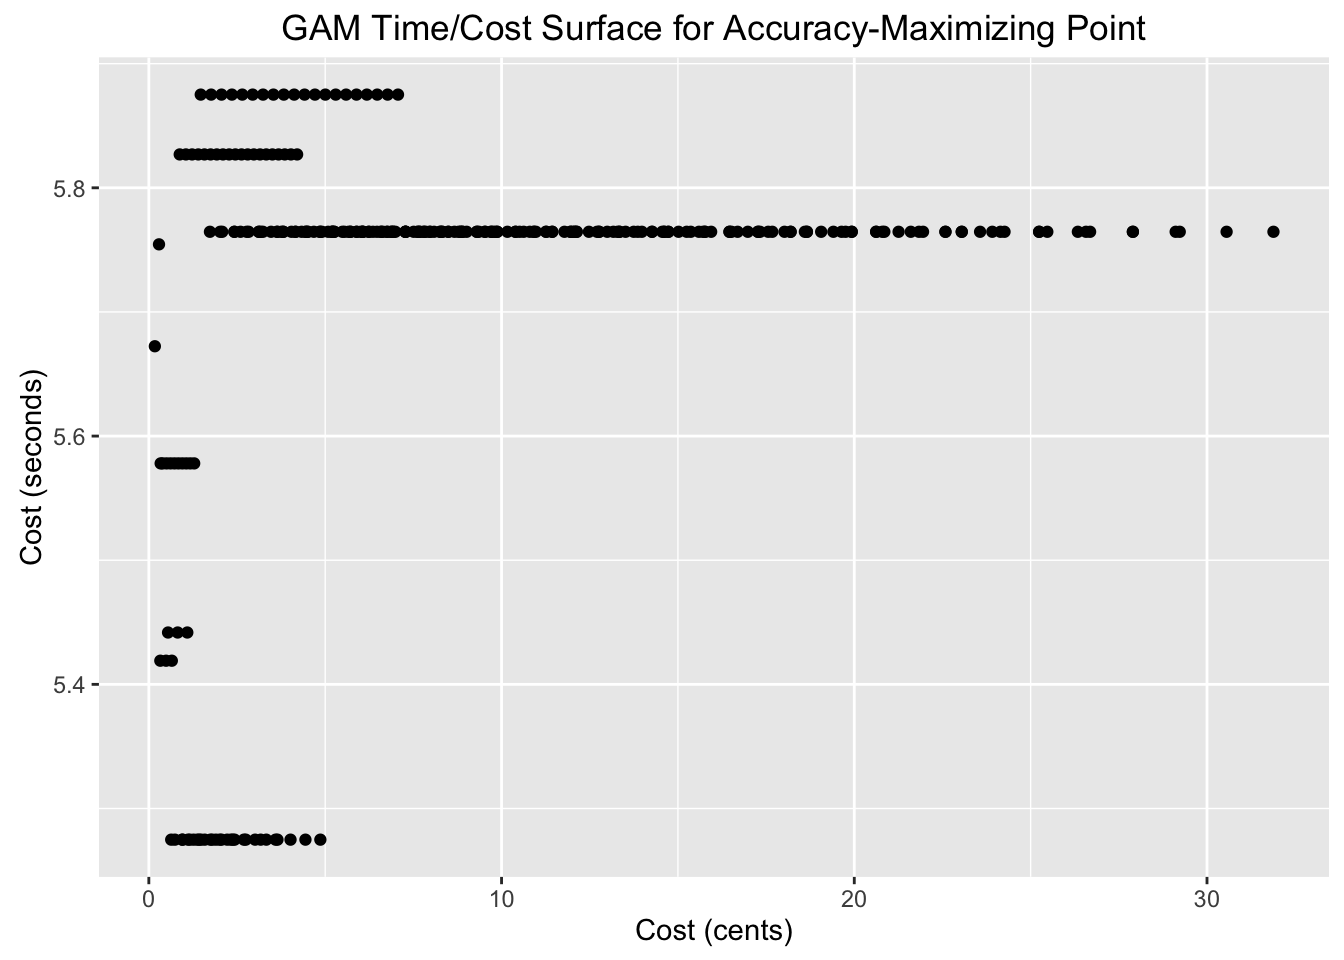 GAM Time/Cost Surface for Accuracy-Maximizing Point
Cost (seconds)
5.8
5.6
5.4
0 10 20 30
Cost (cents)